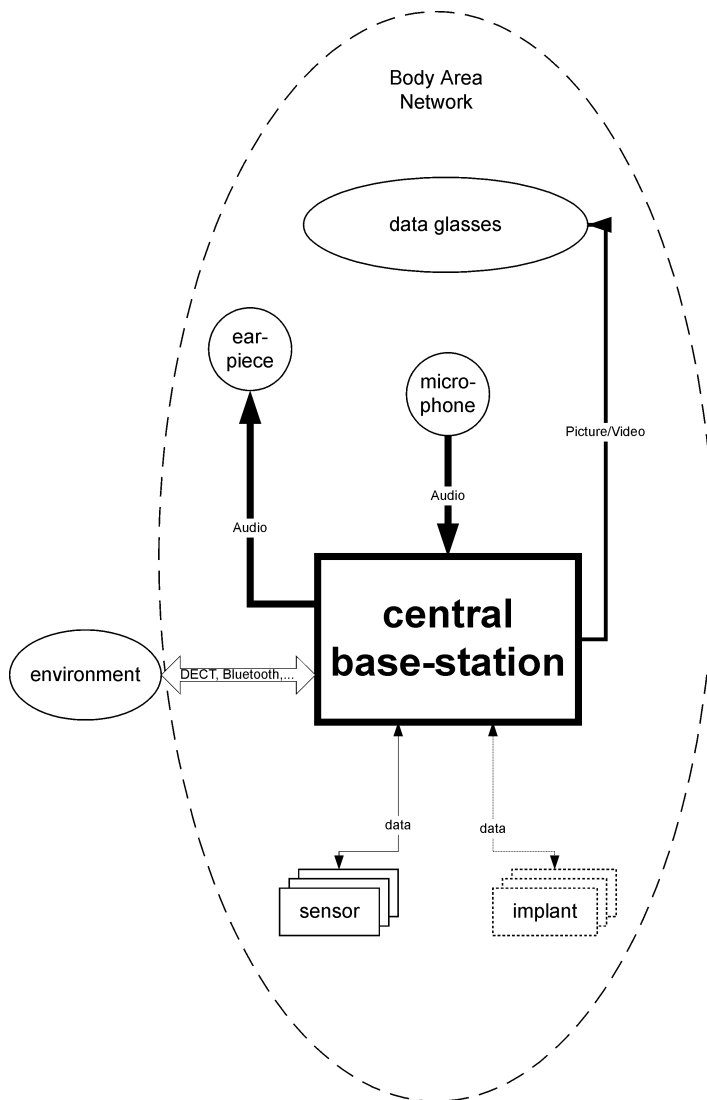 Body Area
Network
data glasses
ear-
piece
micro-
phone
Picture/Video
Audio
Audio
central
base-station
environment
DECT, Bluetooth,...
data
data
sensor
implant